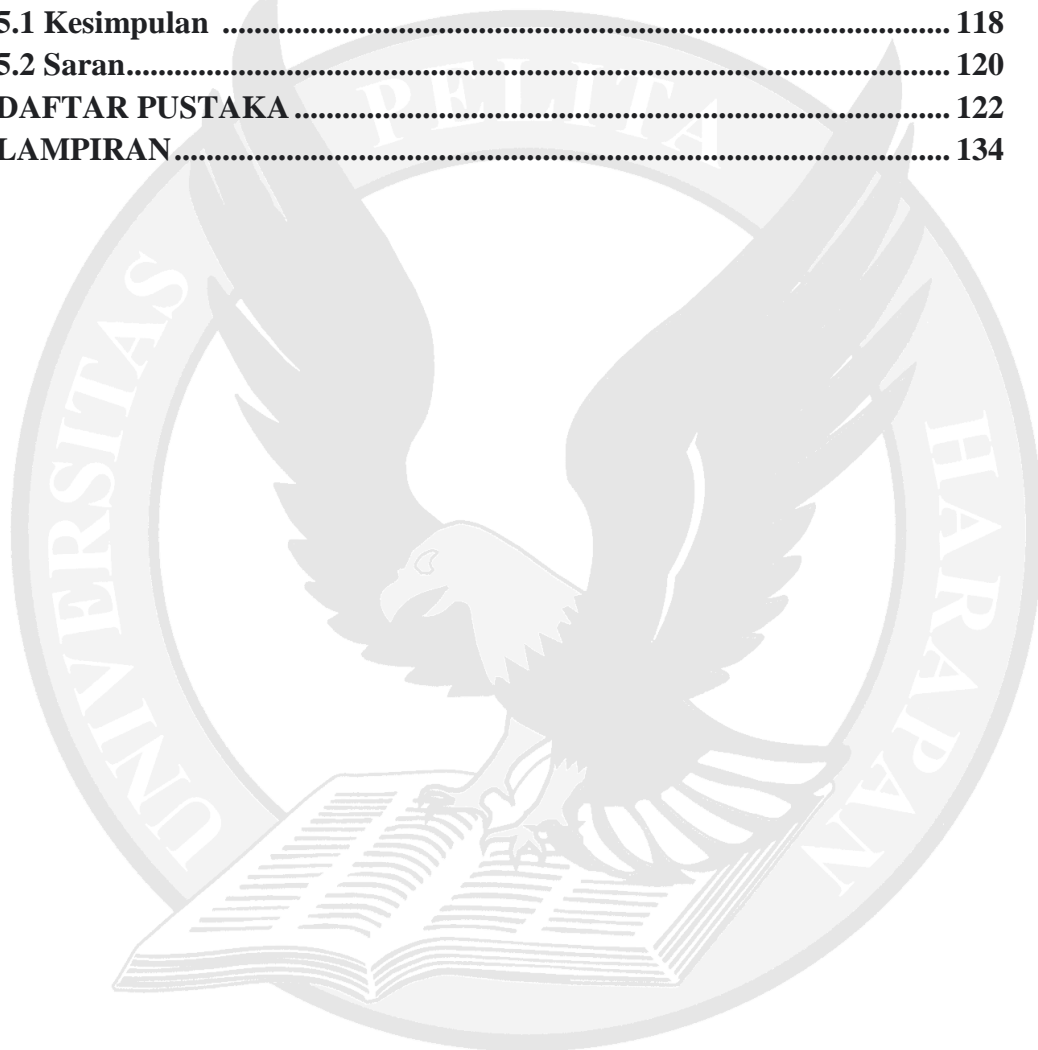 5.1 Kesimpulan ........................................................................................ 118
5.2 Saran.................................................................................................... 120
DAFTAR PUSTAKA ................................................................................ 122
LAMPIRAN.............................................................................................. 134
UNIVERSITAS PELITA HARAPAN